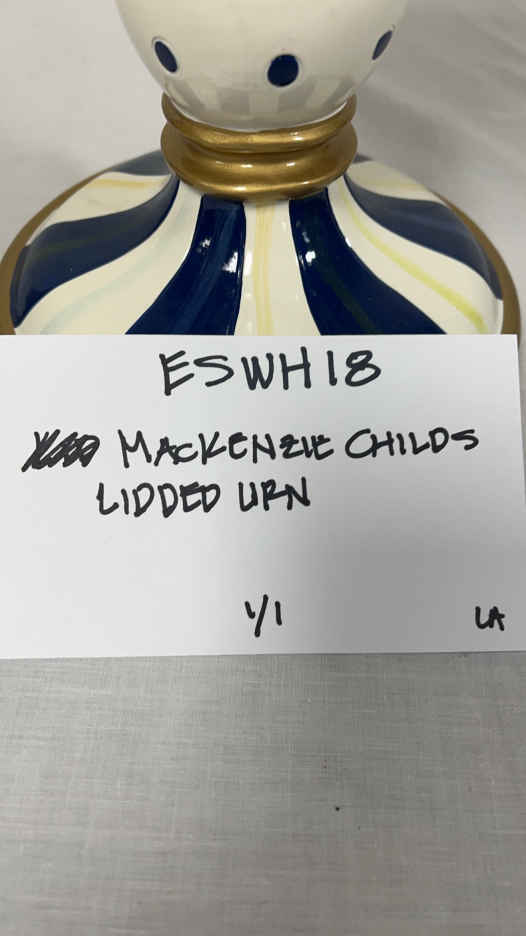 ESWH18
MACKENZIE CHILDS
LIDDED URN
1/1
LA